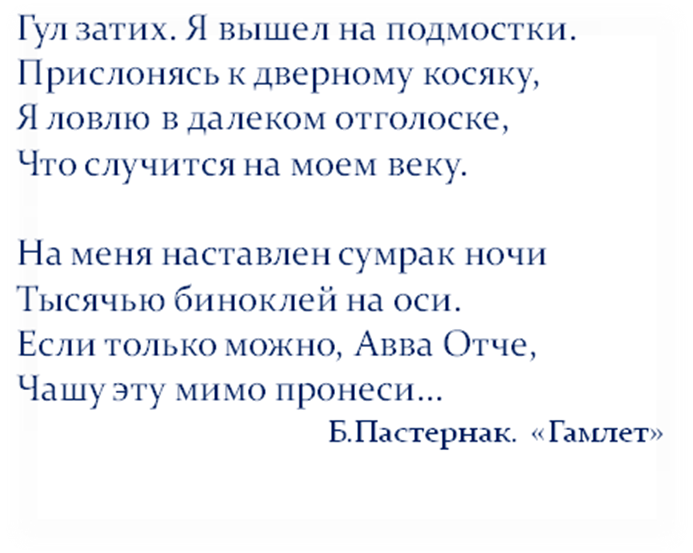 Гул затих. Я вышел на подмостки.
Прислонясь к дверному косяку,
Я ловлю в далеком отголоске,
Что случится на моем веку.
На меня наставлен сумрак ночи
Тысячью биноклей на оси.
Если только можно, Авва Отче,
Чашу эту мимо пронеси...
Б.Пастернак. «Гамлет»